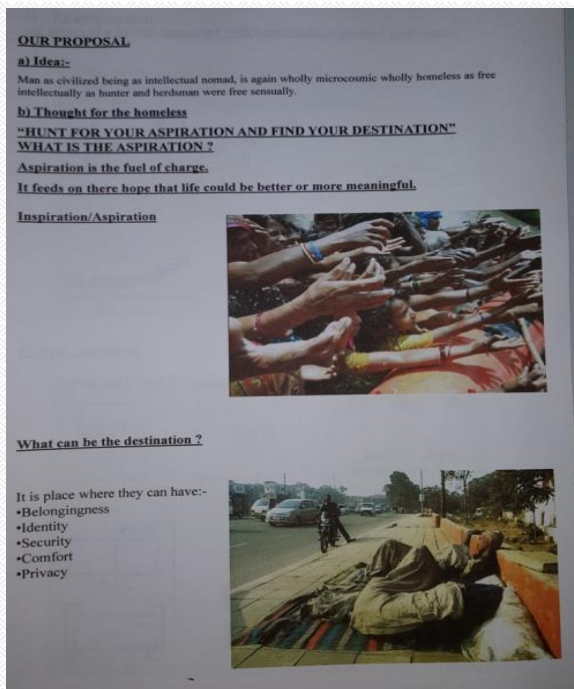 OUR PROPOSAL
a) Idea:-
Man as civilized being as intellectual nomad, is again wholly microcosmic wholly homeless as free
intellectually as hunter and herdsman were free sensually.
b) Thought for the homeless
“HUNT FOR YOUR ASPIRATION AND FIND YOUR DESTINATION”
WHAT IS THE ASPIRATION ?
Aspiration is the fuel of charge.
It feeds on there hope that life could be better or more meaningful.
Inspiration/Aspiration
What can be the destination ?
It is place where they can have:-
•Belongingness
•Identity
•Security
•Comfort
•Privacy